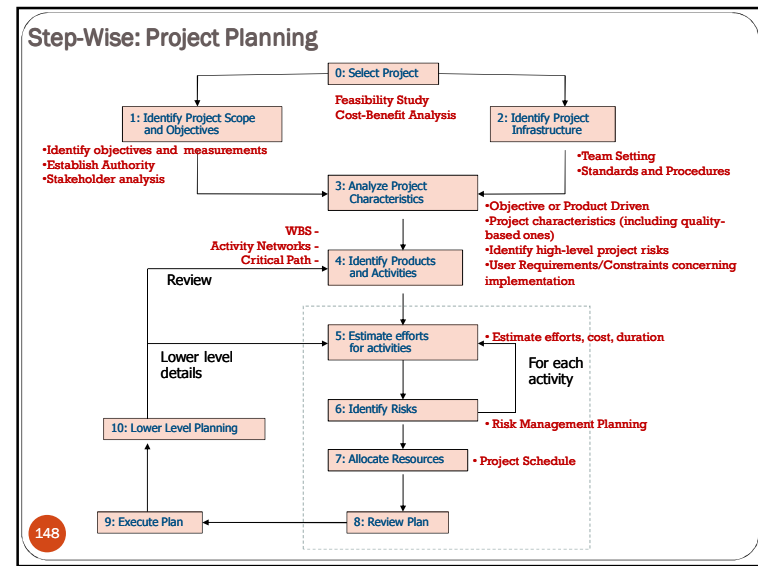 Step-Wise: Project Planning
0: Select Project
Feasibility Study
Cost-Benefit Analysis
1: Identify Project Scope
and Objectives
2: Identify Project
Infrastructure
•Identify objectives and measurements
•Establish Authority
•Stakeholder analysis
•Team Setting
•Standards and Procedures
3: Analyze Project
Characteristics
•Objective or Product Driven
•Project characteristics (including quality-
based ones)
•Identify high-level project risks
•User Requirements/Constraints concerning
implementation
WBS -
Activity Networks -
Critical Path -
4: Identify Products
and Activities
Review
5: Estimate efforts
for activities
• Estimate efforts, cost, duration
Lower level
details
For each
activity
6: Identify Risks
• Risk Management Planning
10: Lower Level Planning
7: Allocate Resources
• Project Schedule
9: Execute Plan
8: Review Plan
148